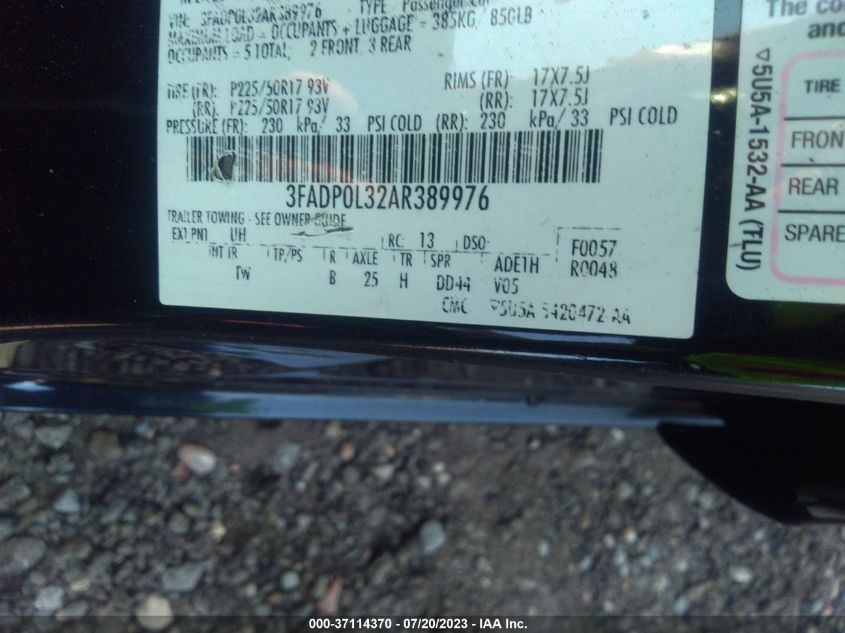 VIN: 3FADP0L32AR389976 TYPE: Passenger Car
MAXIMUM LOAD = OCCUPANTS + LUGGAGE = 385KG/ 850LB
OCCUPANTS = 5 TOTAL, 2 FRONT, 3 REAR
TIRE (FR): P225/50R17 93V RIMS (FR): 17X7.5J
(RR): P225/50R17 93V (RR): 17X7.5J
PRESSURE (FR): 230 kPa/ 33 PSI COLD (RR): 230 kPa/ 33 PSI COLD
3FADP0L32AR389976
TRAILER TOWING - SEE OWNER GUIDE
EXT PNT UH RC: 13 DSO: F0057
INT TR TP/PS R AXLE TR SPR ADE1H R0048
TW B 25 H DD44 V05
CMC ▽5U5A 5420472 AA
The co
and
▽5U5A-1532-AA (TLU)
TIRE
FRON
REAR
SPARE
000-37114370 / 07/20/2023 - IAA Inc.